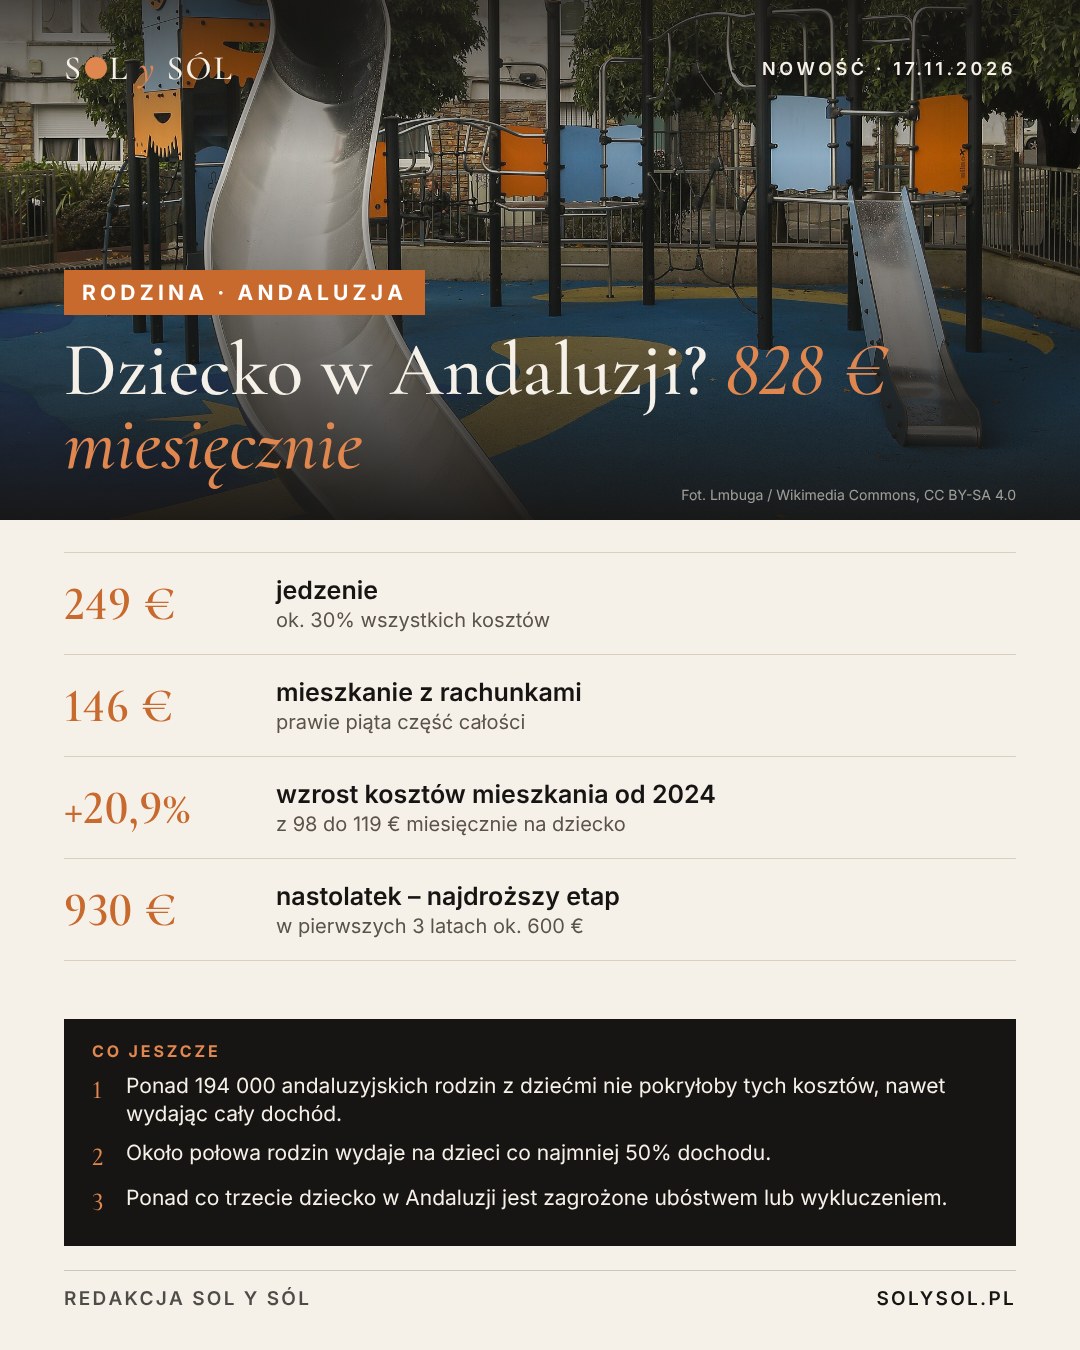 SOL y SÓL
NOWOŚĆ · 17.11.2026
RODZINA · ANDALUZJA
Dziecko w Andaluzji? 828 €
miesięcznie
Fot. Lmbuga / Wikimedia Commons, CC BY-SA 4.0
249 €
jedzenie
ok. 30% wszystkich kosztów
146 €
mieszkanie z rachunkami
prawie piąta część całości
+20,9%
wzrost kosztów mieszkania od 2024
z 98 do 119 € miesięcznie na dziecko
930 €
nastolatek – najdroższy etap
w pierwszych 3 latach ok. 600 €
CO JESZCZE
1 Ponad 194 000 andaluzyjskich rodzin z dziećmi nie pokryłoby tych kosztów, nawet
wydając cały dochód.
2 Około połowa rodzin wydaje na dzieci co najmniej 50% dochodu.
3 Ponad co trzecie dziecko w Andaluzji jest zagrożone ubóstwem lub wykluczeniem.
REDAKCJA SOL Y SÓL
SOLYSOL.PL